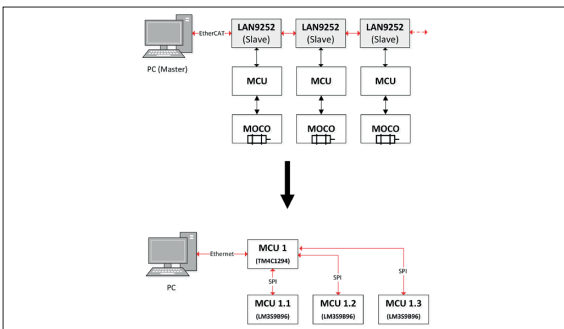 LAN9252
(Slave)
LAN9252
(Slave)
LAN9252
(Slave)
EtherCAT
PC (Master)
MCU
MCU
MCU
MOCO
MOCO
MOCO
Ethernet
MCU 1
(TM4C1294)
PC
SPI
SPI
SPI
MCU 1.1
(LM3S9B96)
MCU 1.2
(LM3S9B96)
MCU 1.3
(LM3S9B96)